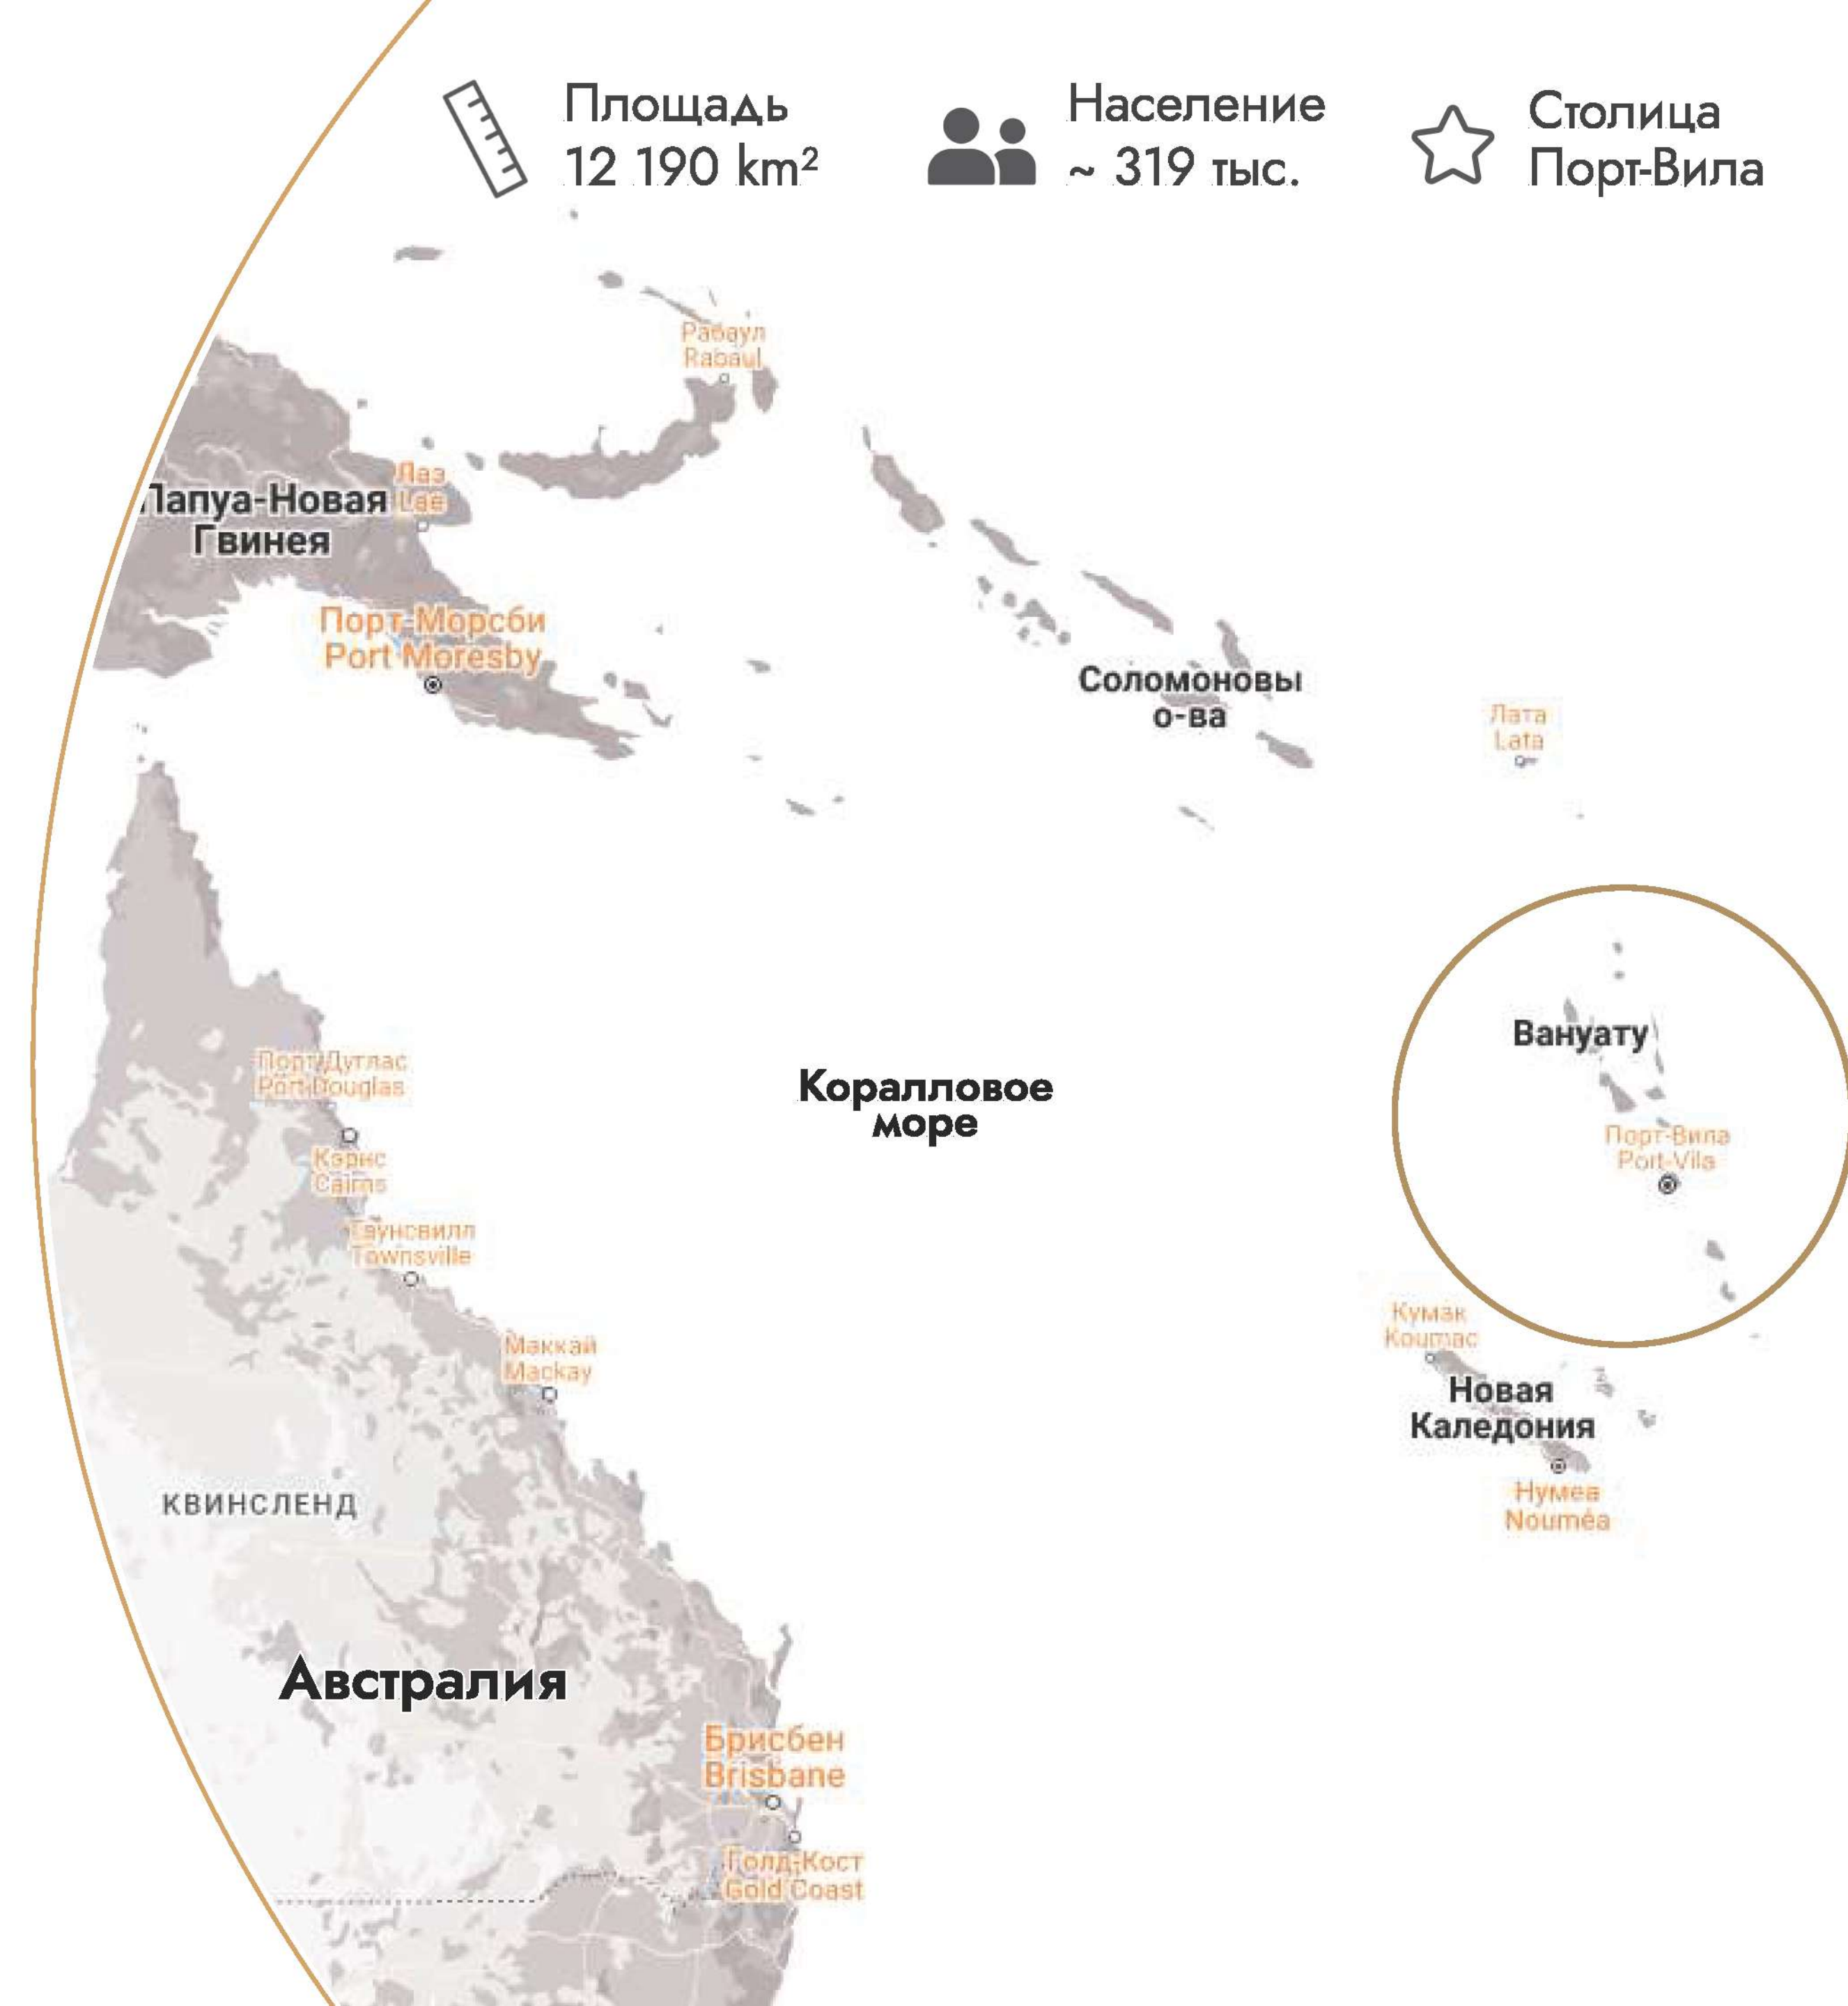 Площадь
12 190 km²
Население
~ 319 тыс.
Столица
Порт-Вила
Рабаул
Rabaul
Лаэ
Lae
Папуа-Новая
Гвинея
Порт-Морсби
Port Moresby
Соломоновы
о-ва
Лата
Lata
Вануату
Порт-Вила
Port-Vila
Коралловое
море
Порт-Дуглас
Port Douglas
Кэрнс
Cairns
Таунсвилл
Townsville
Маккай
Mackay
Кумак
Koumac
Новая
Каледония
Нумеа
Nouméa
КВИНСЛЕНД
Австралия
Брисбен
Brisbane
Голд-Кост
Gold Coast